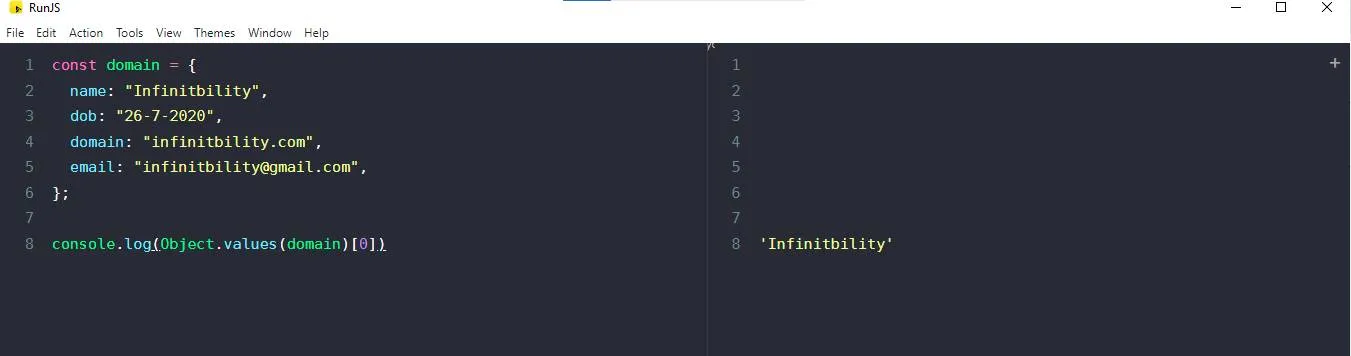 RunJS
File Edit Action Tools View Themes Window Help
1 const domain = {
2 name: "Infinitbility",
3 dob: "26-7-2020",
4 domain: "infinitbility.com",
5 email: "infinitbility@gmail.com",
6 };
7
8 console.log(Object.values(domain)[0])
1
2
3
4
5
6
7
8 'Infinitbility'